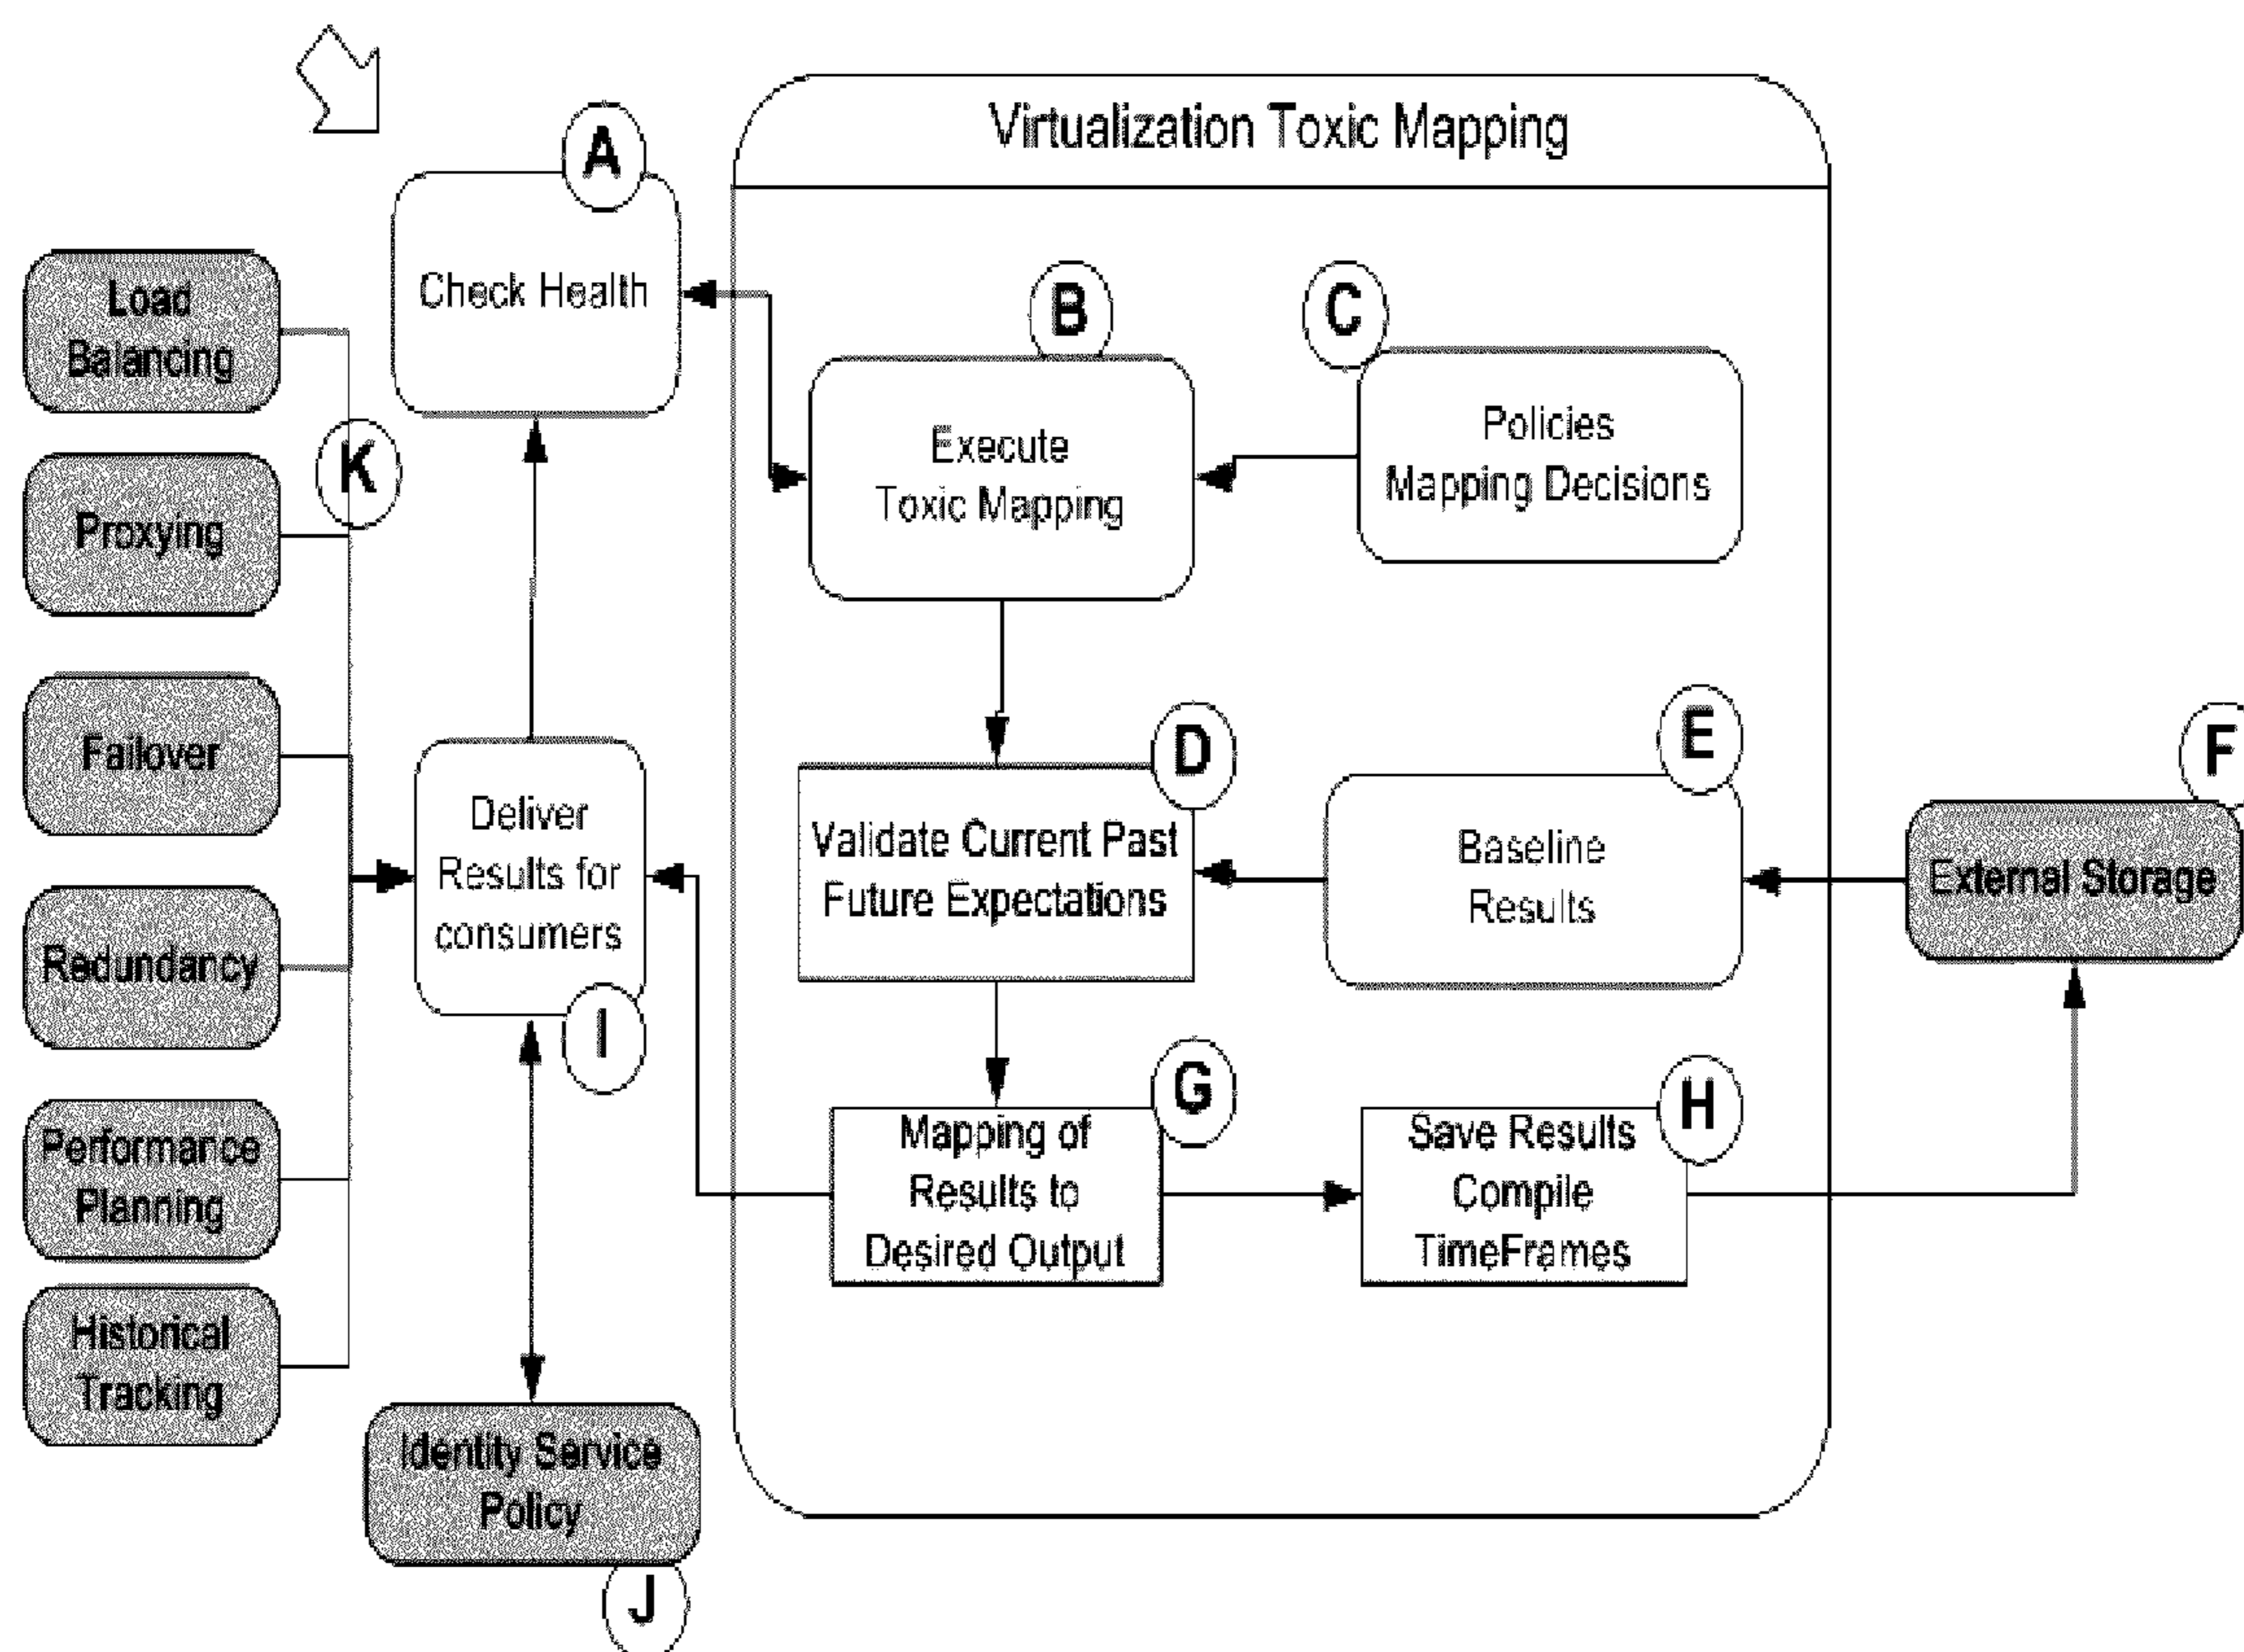 Virtualization Toxic Mapping
A
Check Health
B
Execute
Toxic Mapping
C
Policies
Mapping Decisions
Load
Balancing
K
Proxying
Failover
Redundancy
Performance
Planning
Historical
Tracking
Deliver
Results for
consumers
I
D
Validate Current Past
Future Expectations
E
Baseline
Results
F
External Storage
G
Mapping of
Results to
Desired Output
H
Save Results
Compile
TimeFrames
Identity Service
Policy
J